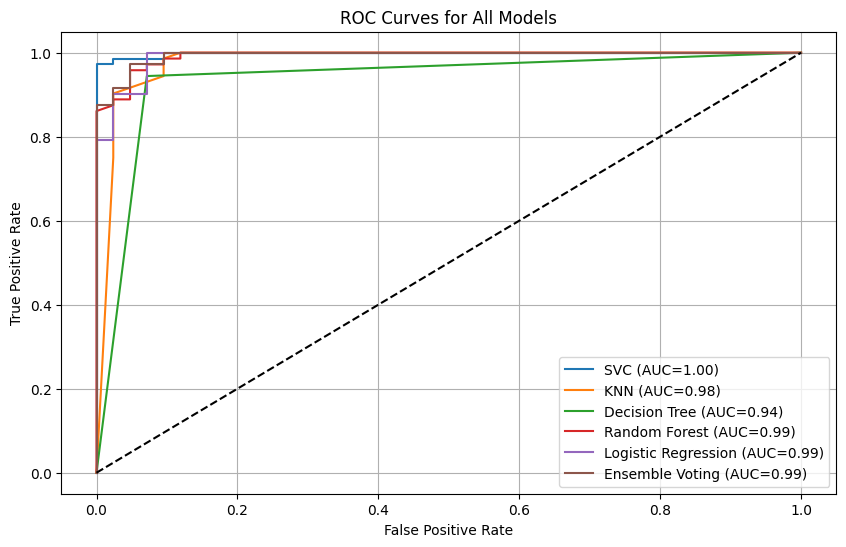 ROC Curves for All Models
True Positive Rate
1.0
0.8
0.6
0.4
0.2
0.0
0.0 0.2 0.4 0.6 0.8 1.0
False Positive Rate
SVC (AUC=1.00)
KNN (AUC=0.98)
Decision Tree (AUC=0.94)
Random Forest (AUC=0.99)
Logistic Regression (AUC=0.99)
Ensemble Voting (AUC=0.99)